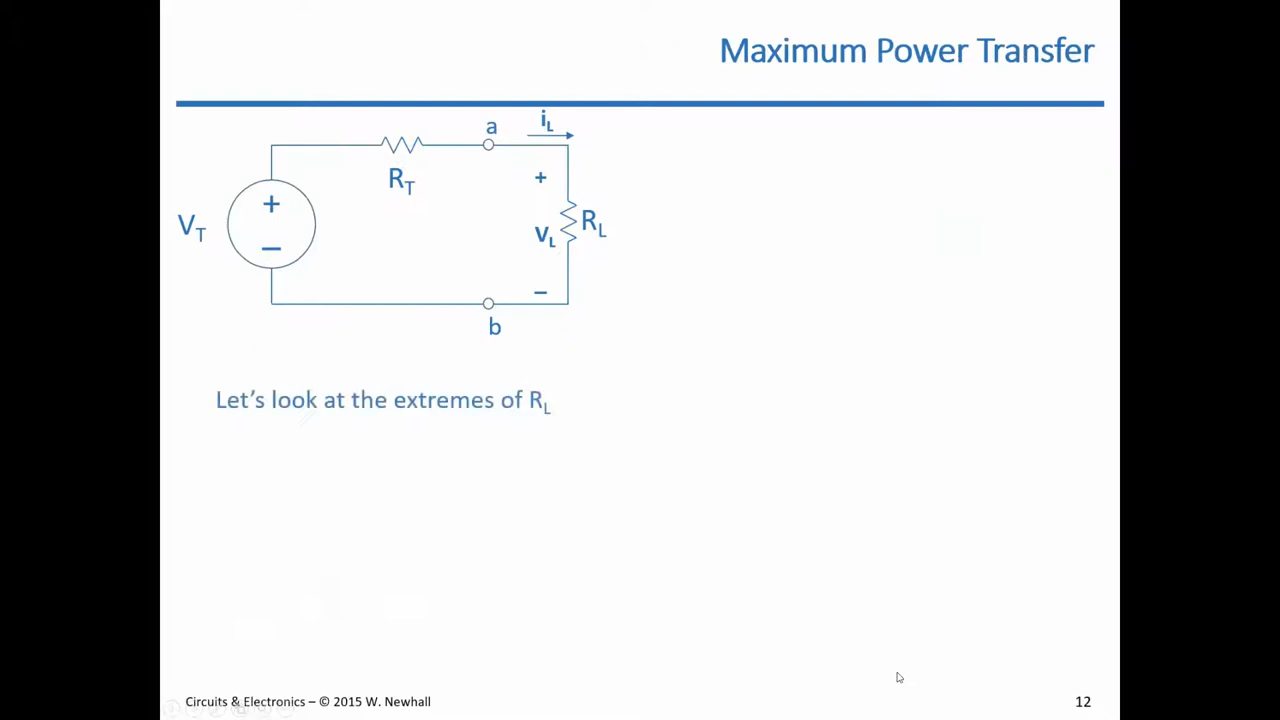 Maximum Power Transfer
a
iL
RT
+
+
VT
VL
RL
–
–
b
Let’s look at the extremes of RL
Circuits & Electronics – © 2015 W. Newhall
12